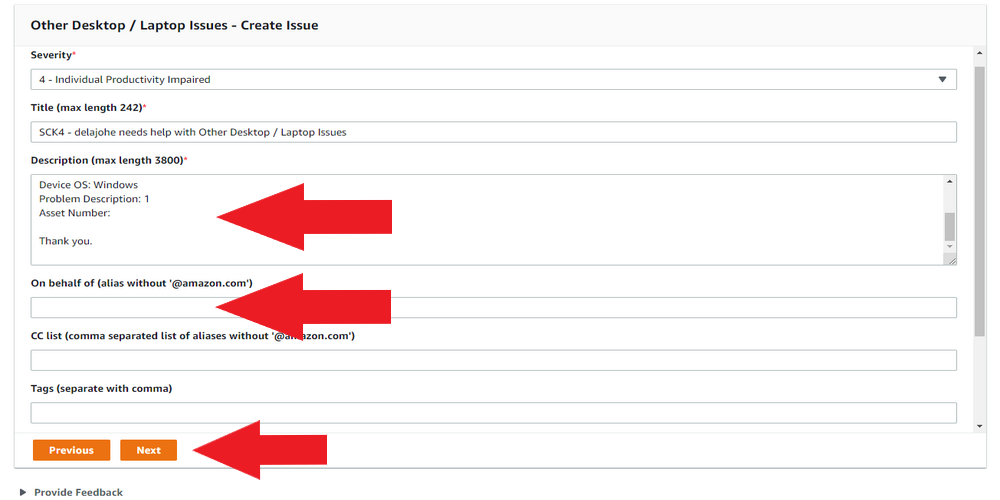 Other Desktop / Laptop Issues - Create Issue
Severity*
4 - Individual Productivity Impaired
Title (max length 242)*
SCK4 - delajohe needs help with Other Desktop / Laptop Issues
Description (max length 3800)*
Device OS: Windows
Problem Description: 1
Asset Number:
Thank you.
On behalf of (alias without '@amazon.com')
CC list (comma separated list of aliases without '@amazon.com')
Tags (separate with comma)
Previous
Next
Provide Feedback